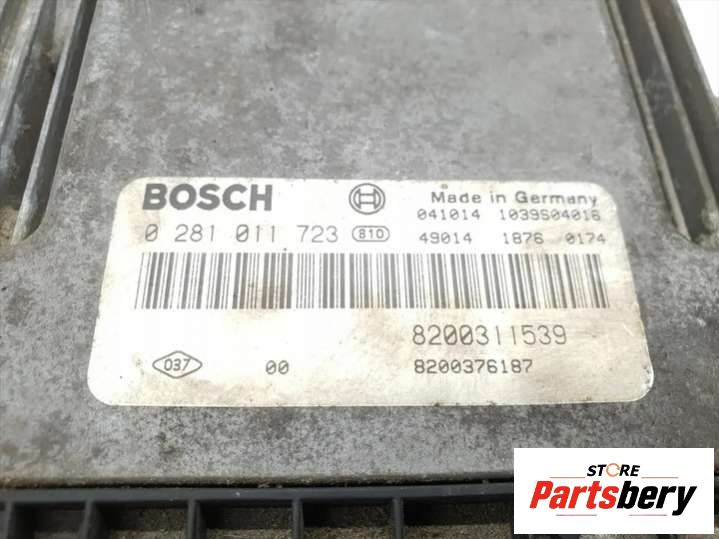 BOSCH
Made in Germany
041014 1039S04016
0 281 011 723 810
49014 1876 0174
8200311539
037 00
8200376187
STORE
Partsbery